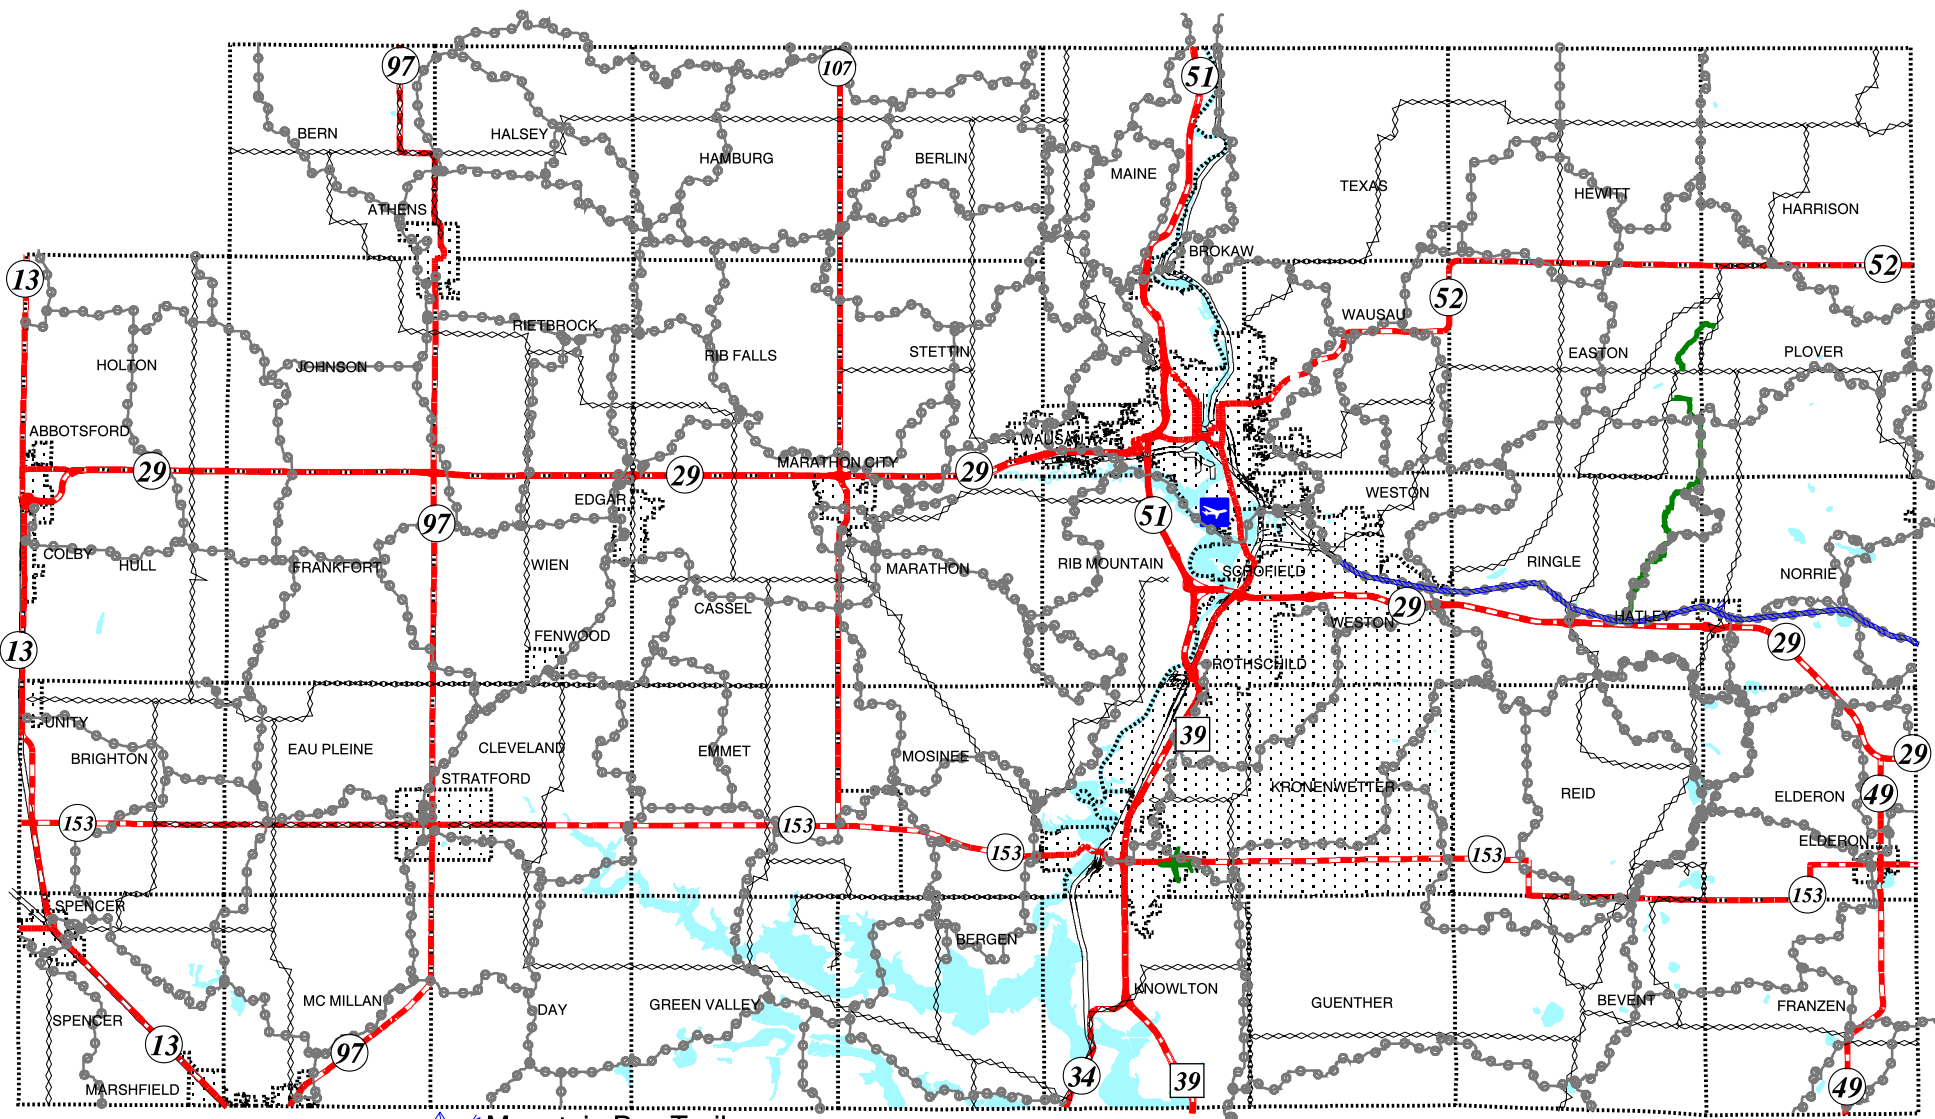 97
107
51
BERN
HALSEY
HAMBURG
BERLIN
MAINE
TEXAS
HEWITT
HARRISON
ATHENS
BROKAW
13
52
52
RIETBROCK
WAUSAU
HOLTON
JOHNSON
RIB FALLS
STETTIN
EASTON
PLOVER
ABBOTSFORD
WAUSAU
29
29
MARATHON CITY
29
EDGAR
WESTON
97
51
COLBY
HULL
FRANKFORT
WIEN
MARATHON
RIB MOUNTAIN
SCHOFIELD
RINGLE
NORRIE
CASSEL
29
WESTON
HATLEY
29
FENWOOD
13
ROTHSCHILD
UNITY
BRIGHTON
EAU PLEINE
CLEVELAND
EMMET
MOSINEE
39
29
STRATFORD
KRONENWETTER
REID
ELDERON
49
153
153
153
153
ELDERON
153
SPENCER
BERGEN
MC MILLAN
DAY
GREEN VALLEY
KNOWLTON
GUENTHER
BEVENT
FRANZEN
SPENCER
13
97
34
39
49
MARSHFIELD